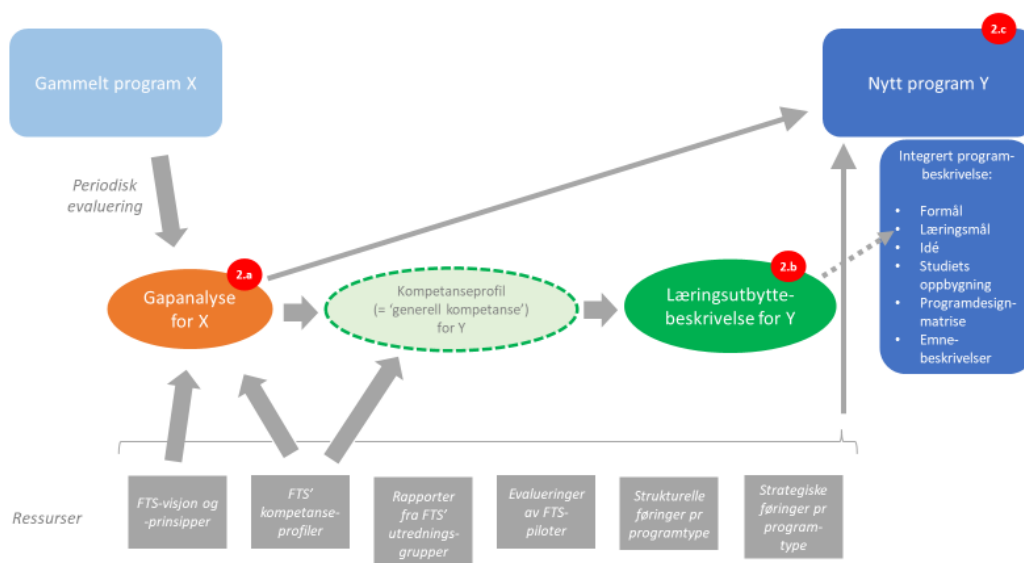 2.c
Gammelt program X
Nytt program Y
Integrert program-
beskrivelse:
• Formål
• Læringsmål
• Idé
• Studiets
oppbygning
• Programdesign-
matrise
• Emne-
beskrivelser
Periodisk
evaluering
2.a
Gapanalyse
for X
Kompetanseprofil
(= ‘generell kompetanse’)
for Y
2.b
Læringsutbytte-
beskrivelse for Y
Ressurser
FTS-visjon og
-prinsipper
FTS’
kompetanse-
profiler
Rapporter
fra FTS’
utrednings-
grupper
Evalueringer
av FTS-
piloter
Strukturelle
føringer pr
programtype
Strategiske
føringer pr
program-
type